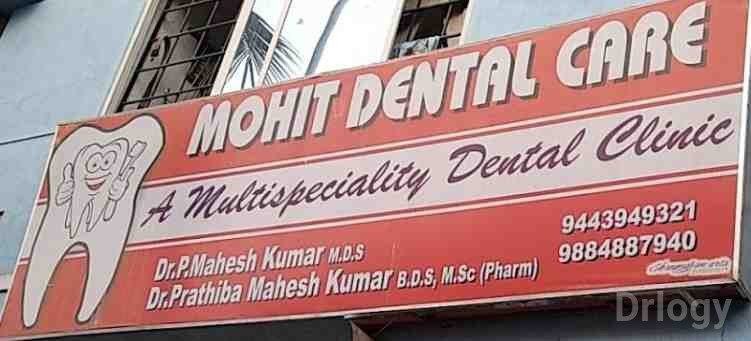 MOHIT DENTAL CARE
A Multispeciality Dental Clinic
Dr.P.Mahesh Kumar M.D.S
Dr.Prathiba Mahesh Kumar B.D.S, M.Sc (Pharm)
9443949321
9884887940
Drlogy